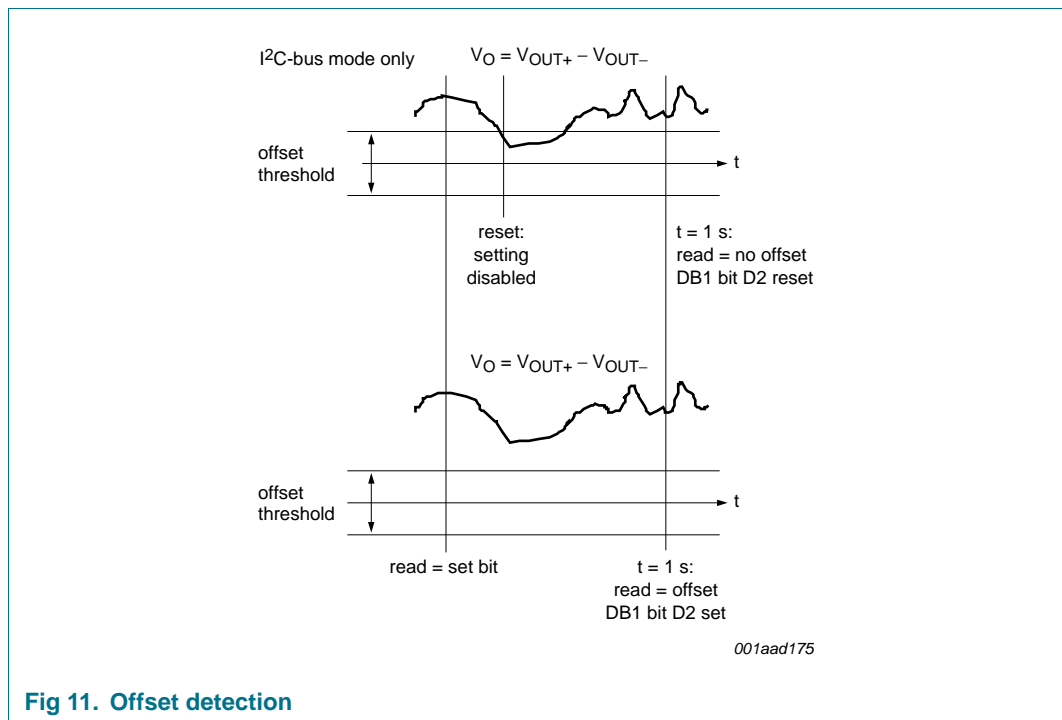 I2C-bus mode only
VO = VOUT+ − VOUT−
offset
threshold
t
reset:
setting
disabled
t = 1 s:
read = no offset
DB1 bit D2 reset
VO = VOUT+ − VOUT−
offset
threshold
t
read = set bit
t = 1 s:
read = offset
DB1 bit D2 set
001aad175
Fig 11. Offset detection